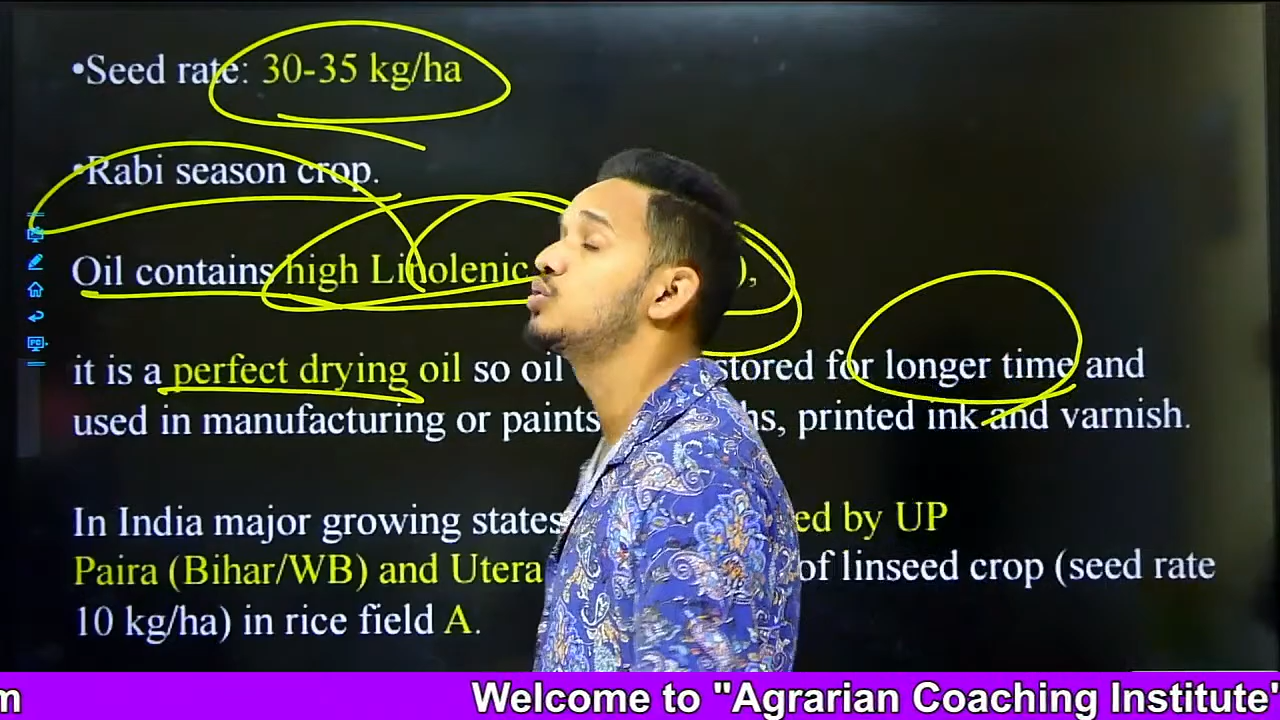 •Seed rate: 30-35 kg/ha
•Rabi season crop.
Oil contains high Linolenic ),
it is a perfect drying oil so oil stored for longer time and
used in manufacturing or paints printed ink and varnish.
In India major growing states by UP
Paira (Bihar/WB) and Utera of linseed crop (seed rate
10 kg/ha) in rice field A.
Welcome to "Agrarian Coaching Institute"